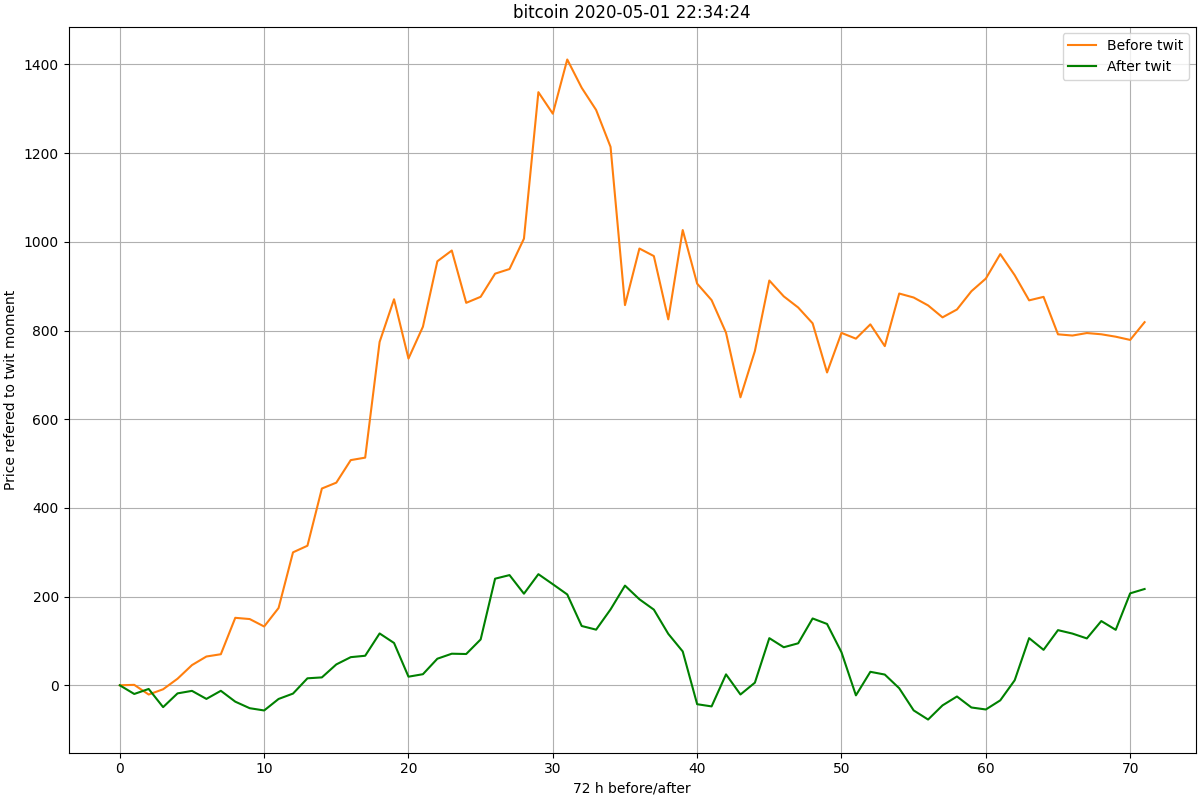 bitcoin 2020-05-01 22:34:24
Before twit
After twit
Price refered to twit moment
1400
1200
1000
800
600
400
200
0
0 10 20 30 40 50 60 70
72 h before/after